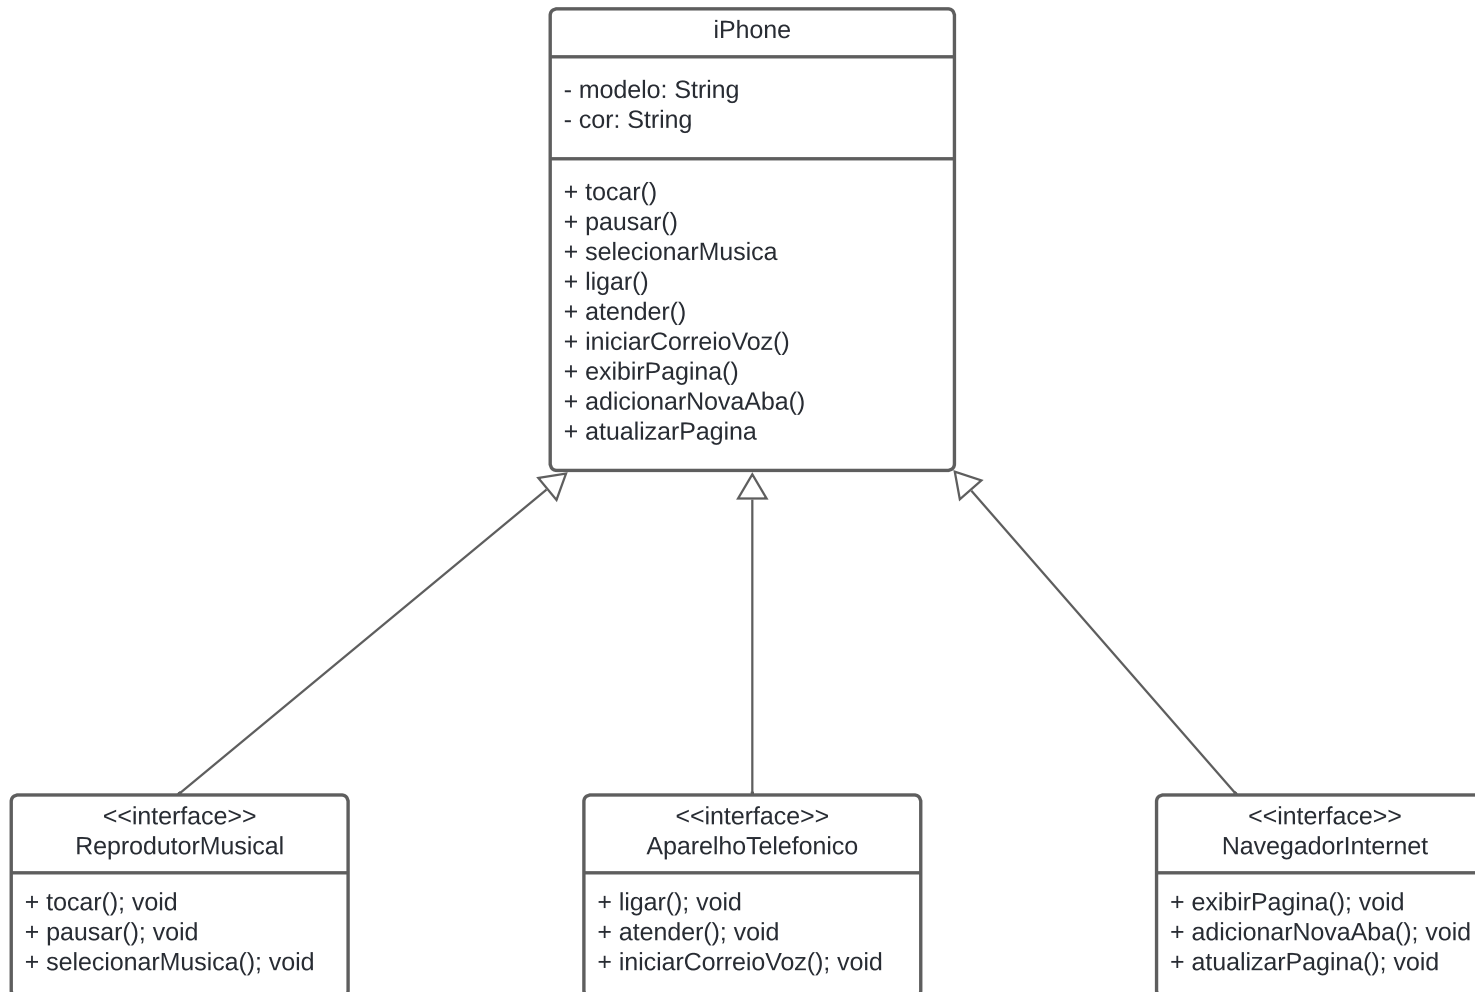 iPhone
- modelo: String
- cor: String
+ tocar()
+ pausar()
+ selecionarMusica
+ ligar()
+ atender()
+ iniciarCorreioVoz()
+ exibirPagina()
+ adicionarNovaAba()
+ atualizarPagina
<<interface>>
ReprodutorMusical
+ tocar(); void
+ pausar(); void
+ selecionarMusica(); void
<<interface>>
AparelhoTelefonico
+ ligar(); void
+ atender(); void
+ iniciarCorreioVoz(); void
<<interface>>
NavegadorInternet
+ exibirPagina(); void
+ adicionarNovaAba(); void
+ atualizarPagina(); void